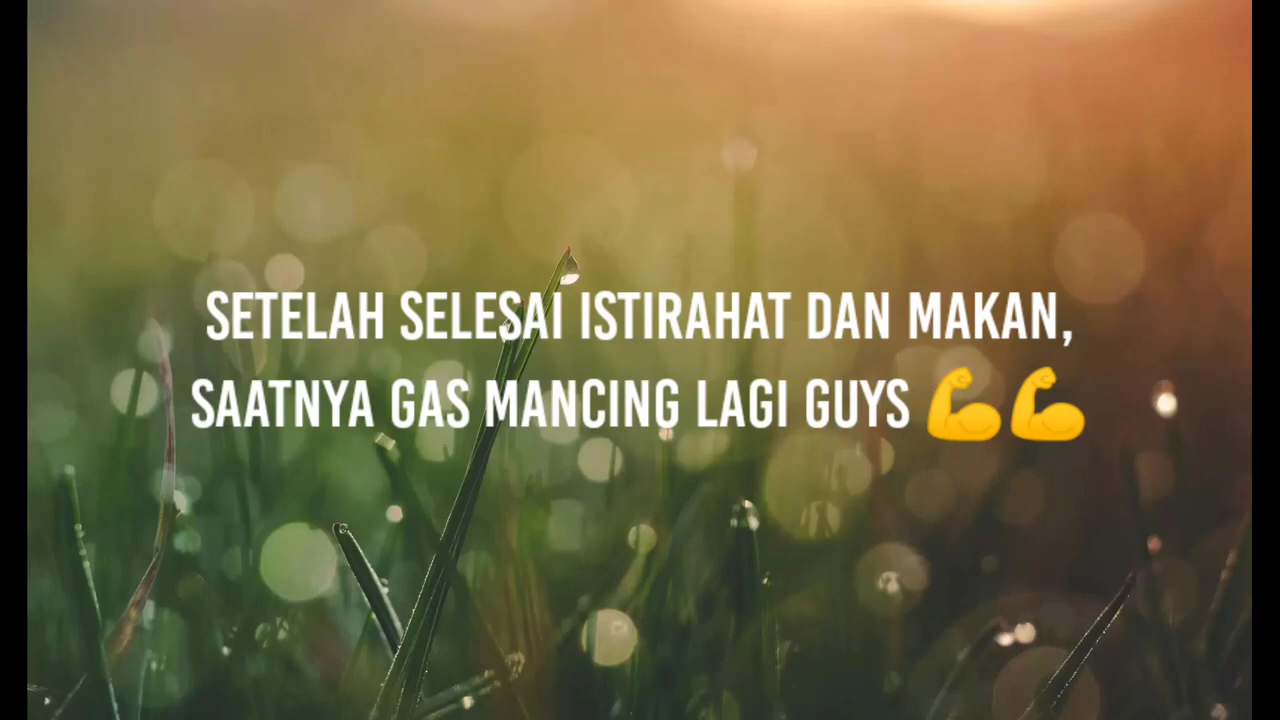 SETELAH SELESAI ISTIRAHAT DAN MAKAN,
SAATNYA GAS MANCING LAGI GUYS 💪💪